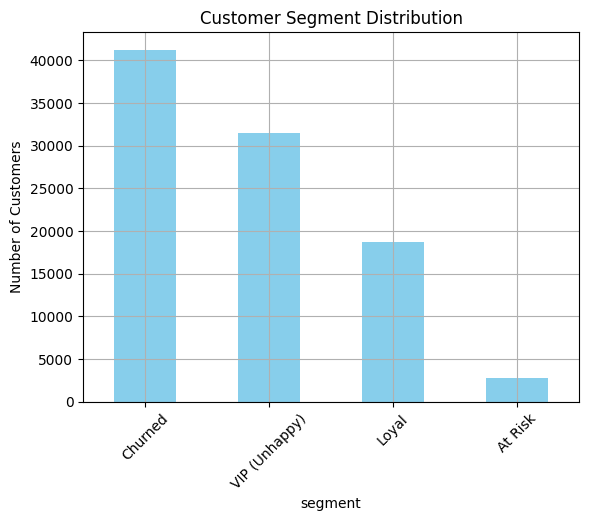 Customer Segment Distribution
Number of Customers
40000
35000
30000
25000
20000
15000
10000
5000
0
Churned
VIP (Unhappy)
Loyal
At Risk
segment